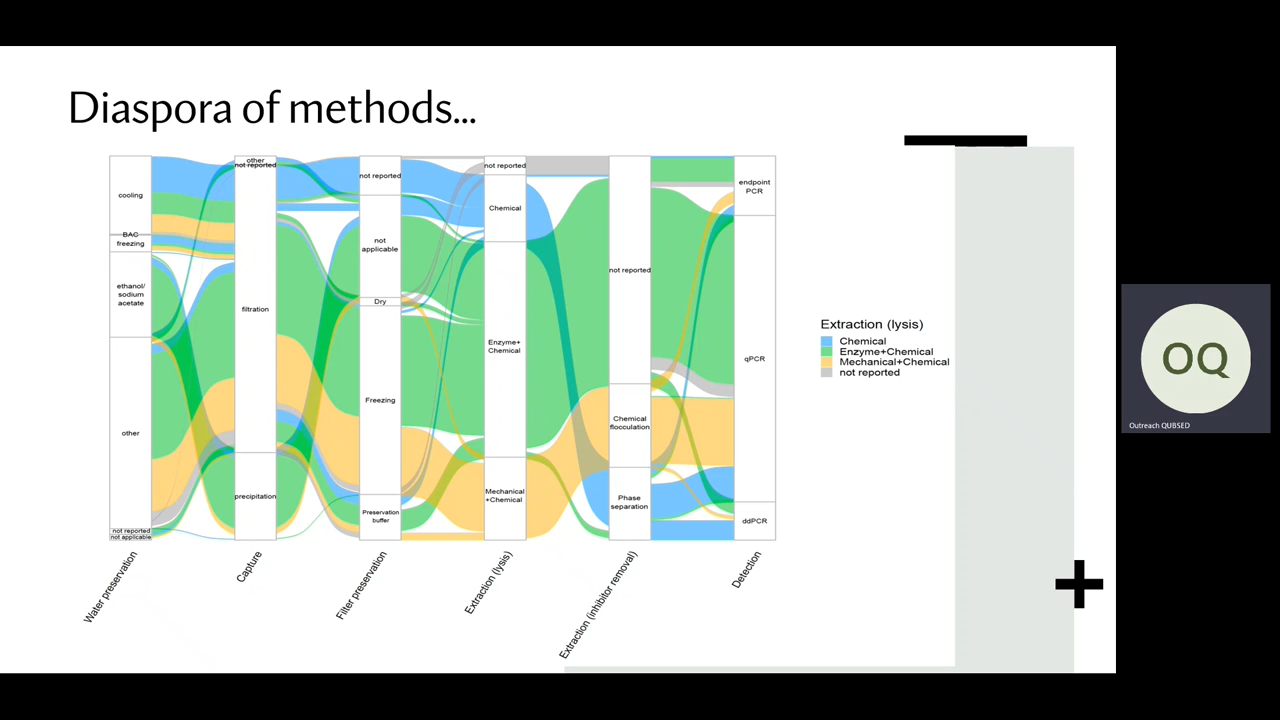 Diaspora of methods...
cooling
BAC
freezing
ethanol/
sodium
acetate
other
not reported
not applicable
other
not reported
filtration
precipitation
not reported
not
applicable
Dry
Freezing
Preservation
buffer
not reported
Chemical
Enzyme+
Chemical
Mechanical
+Chemical
not reported
Chemical
flocculation
Phase
separation
endpoint
PCR
qPCR
ddPCR
Water preservation
Capture
Filter preservation
Extraction (lysis)
Extraction (inhibitor removal)
Detection
Extraction (lysis)
Chemical
Enzyme+Chemical
Mechanical+Chemical
not reported
OQ
Outreach QUBSED